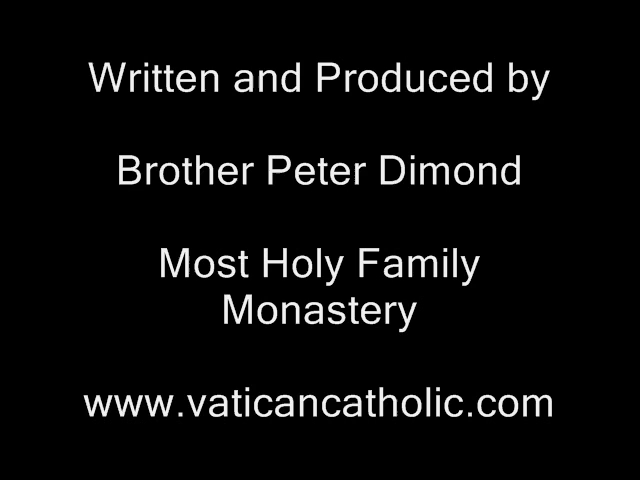 Written and Produced by
Brother Peter Dimond
Most Holy Family
Monastery
www.vaticancatholic.com